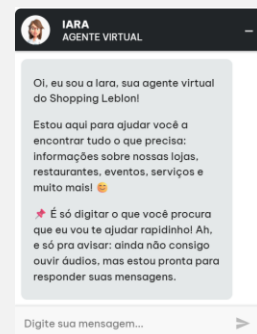 IARA
AGENTE VIRTUAL
Oi, eu sou a Iara, sua agente virtual
do Shopping Leblon!
Estou aqui para ajudar você a
encontrar tudo o que precisa:
informações sobre nossas lojas,
restaurantes, eventos, serviços e
muito mais! 😊
📌 É só digitar o que você procura
que eu vou te ajudar rapidinho! Ah,
e só pra avisar: ainda não consigo
ouvir áudios, mas estou pronta para
responder suas mensagens.
Digite sua mensagem...